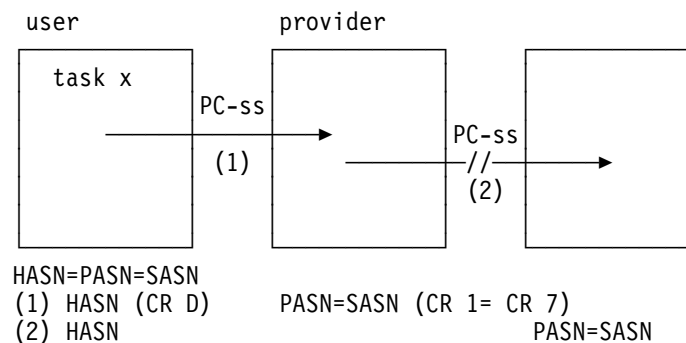 user provider
task x
PC-ss PC-ss
(1) // (2)
HASN=PASN=SASN
(1) HASN (CR D) PASN=SASN (CR 1= CR 7)
(2) HASN PASN=SASN